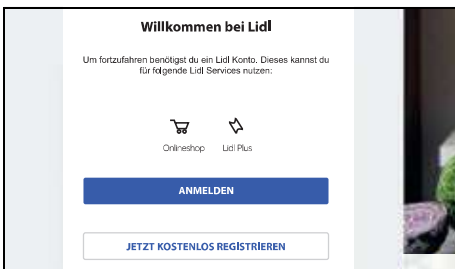 Willkommen bei Lidl
Um fortzufahren benötigst du ein Lidl Konto. Dieses kannst du
für folgende Lidl Services nutzen:
Onlineshop Lidl Plus
ANMELDEN
JETZT KOSTENLOS REGISTRIEREN